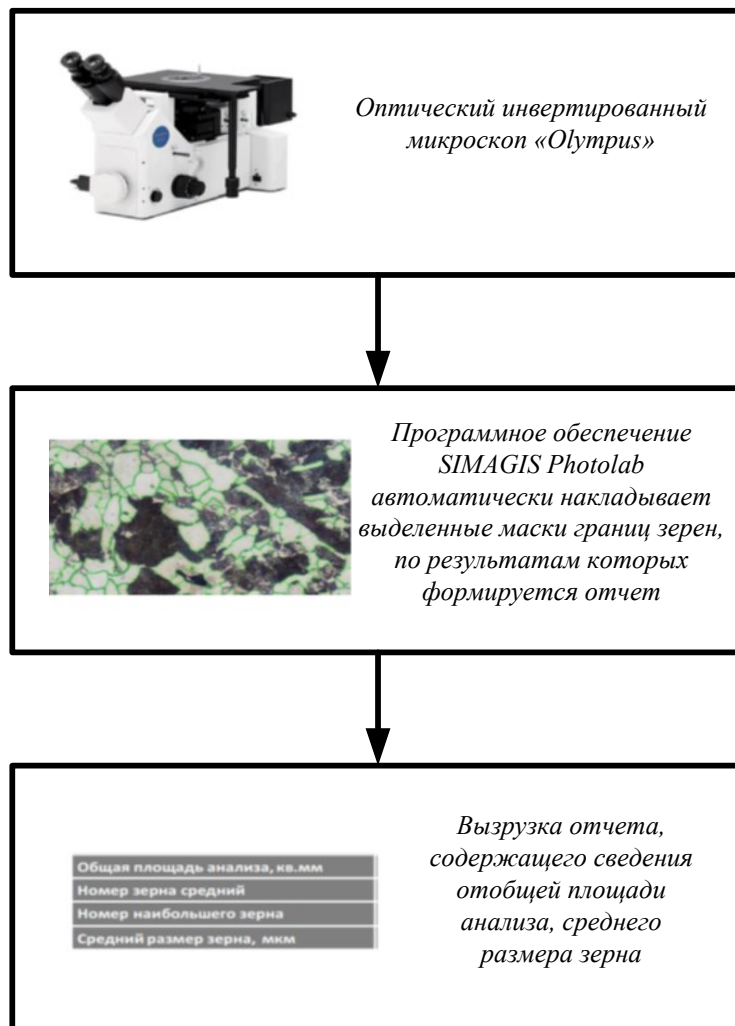 Оптический инвертированный
микроскоп «Olympus»
Программное обеспечение
SIMAGIS Photolab
автоматически накладывает
выделенные маски границ зерен,
по результатам которых
формируется отчет
Общая площадь анализа, кв.мм
Номер зерна средний
Номер наибольшего зерна
Средний размер зерна, мкм
Вызрузка отчета,
содержащего сведения
отобщей площади
анализа, среднего
размера зерна